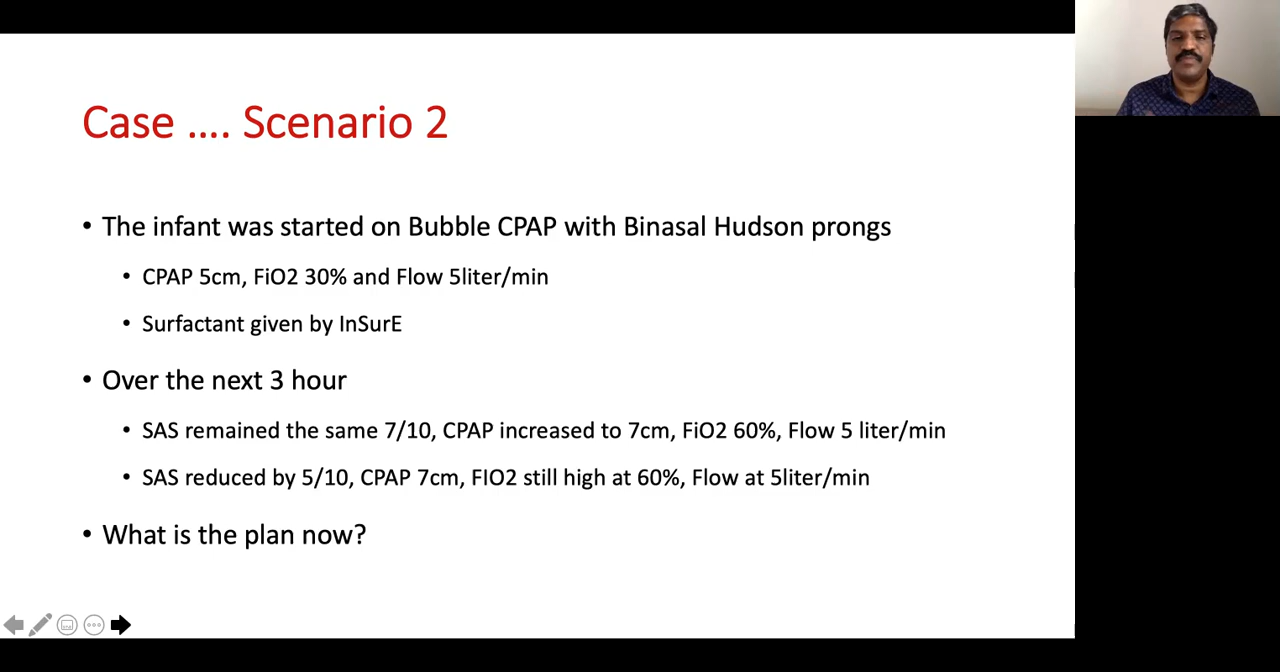 Case .... Scenario 2
• The infant was started on Bubble CPAP with Binasal Hudson prongs
• CPAP 5cm, FiO2 30% and Flow 5liter/min
• Surfactant given by InSurE
• Over the next 3 hour
• SAS remained the same 7/10, CPAP increased to 7cm, FiO2 60%, Flow 5 liter/min
• SAS reduced by 5/10, CPAP 7cm, FIO2 still high at 60%, Flow at 5liter/min
• What is the plan now?